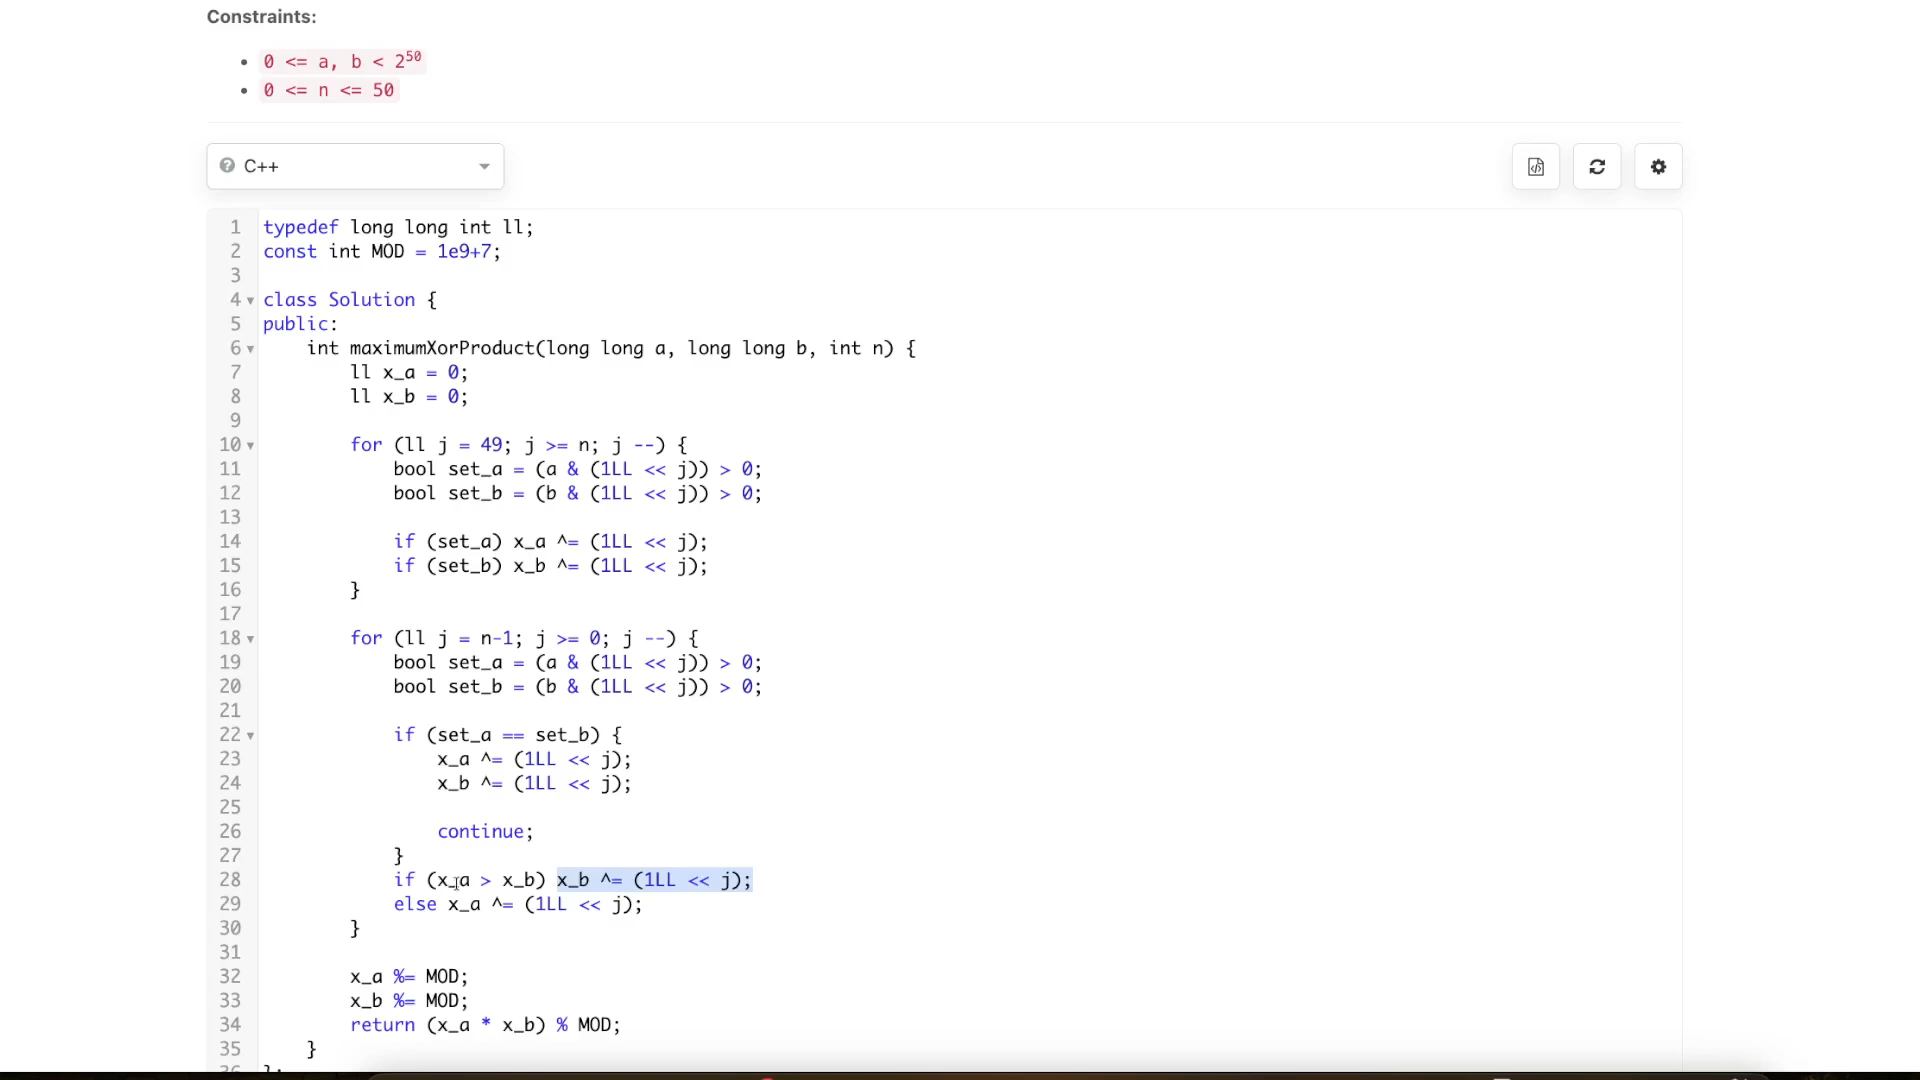 Constraints:
• 0 <= a, b < 2⁵⁰
• 0 <= n <= 50
C++
1 typedef long long int ll;
2 const int MOD = 1e9+7;
3
4 class Solution {
5 public:
6     int maximumXorProduct(long long a, long long b, int n) {
7         ll x_a = 0;
8         ll x_b = 0;
9
10         for (ll j = 49; j >= n; j --) {
11             bool set_a = (a & (1LL << j)) > 0;
12             bool set_b = (b & (1LL << j)) > 0;
13
14             if (set_a) x_a ^= (1LL << j);
15             if (set_b) x_b ^= (1LL << j);
16         }
17
18         for (ll j = n-1; j >= 0; j --) {
19             bool set_a = (a & (1LL << j)) > 0;
20             bool set_b = (b & (1LL << j)) > 0;
21
22             if (set_a == set_b) {
23                 x_a ^= (1LL << j);
24                 x_b ^= (1LL << j);
25
26                 continue;
27             }
28             if (x_a > x_b) x_b ^= (1LL << j);
29             else x_a ^= (1LL << j);
30         }
31
32         x_a %= MOD;
33         x_b %= MOD;
34         return (x_a * x_b) % MOD;
35     }
36 };